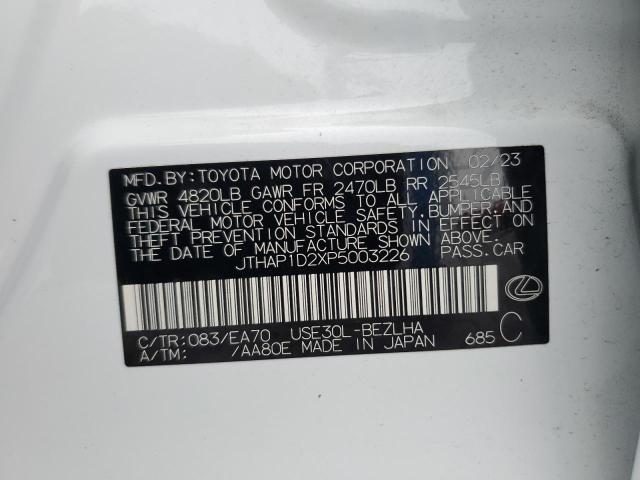 MFD.BY:TOYOTA MOTOR CORPORATION 02/23
GVWR 4820LB GAWR FR 2470LB RR 2545LB
THIS VEHICLE CONFORMS TO ALL APPLICABLE
FEDERAL MOTOR VEHICLE SAFETY,BUMPER,AND
THEFT PREVENTION STANDARDS IN EFFECT ON
THE DATE OF MANUFACTURE SHOWN ABOVE.
JTHAP1D2XP5003226 PASS.CAR
C/TR:083/EA70 USE30L-BEZLHA
A/TM: /AA80E MADE IN JAPAN 685 C